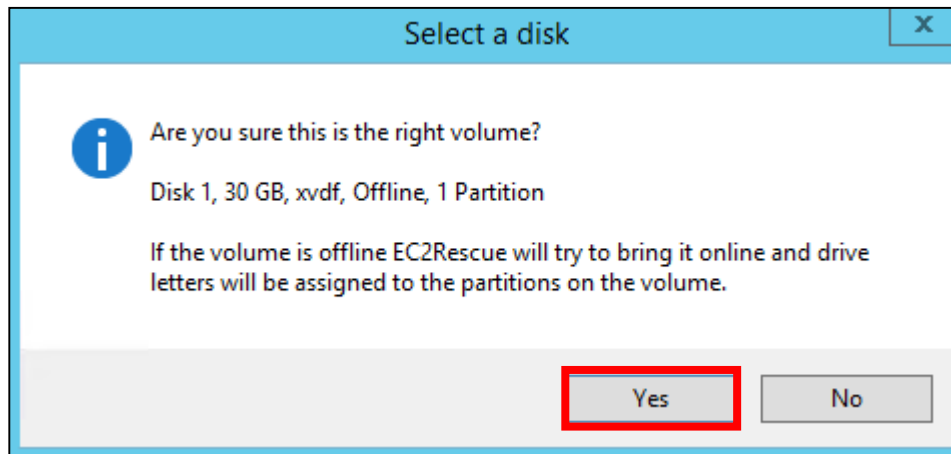 Select a disk
x
i
Are you sure this is the right volume?
Disk 1, 30 GB, xvdf, Offline, 1 Partition
If the volume is offline EC2Rescue will try to bring it online and drive
letters will be assigned to the partitions on the volume.
Yes No